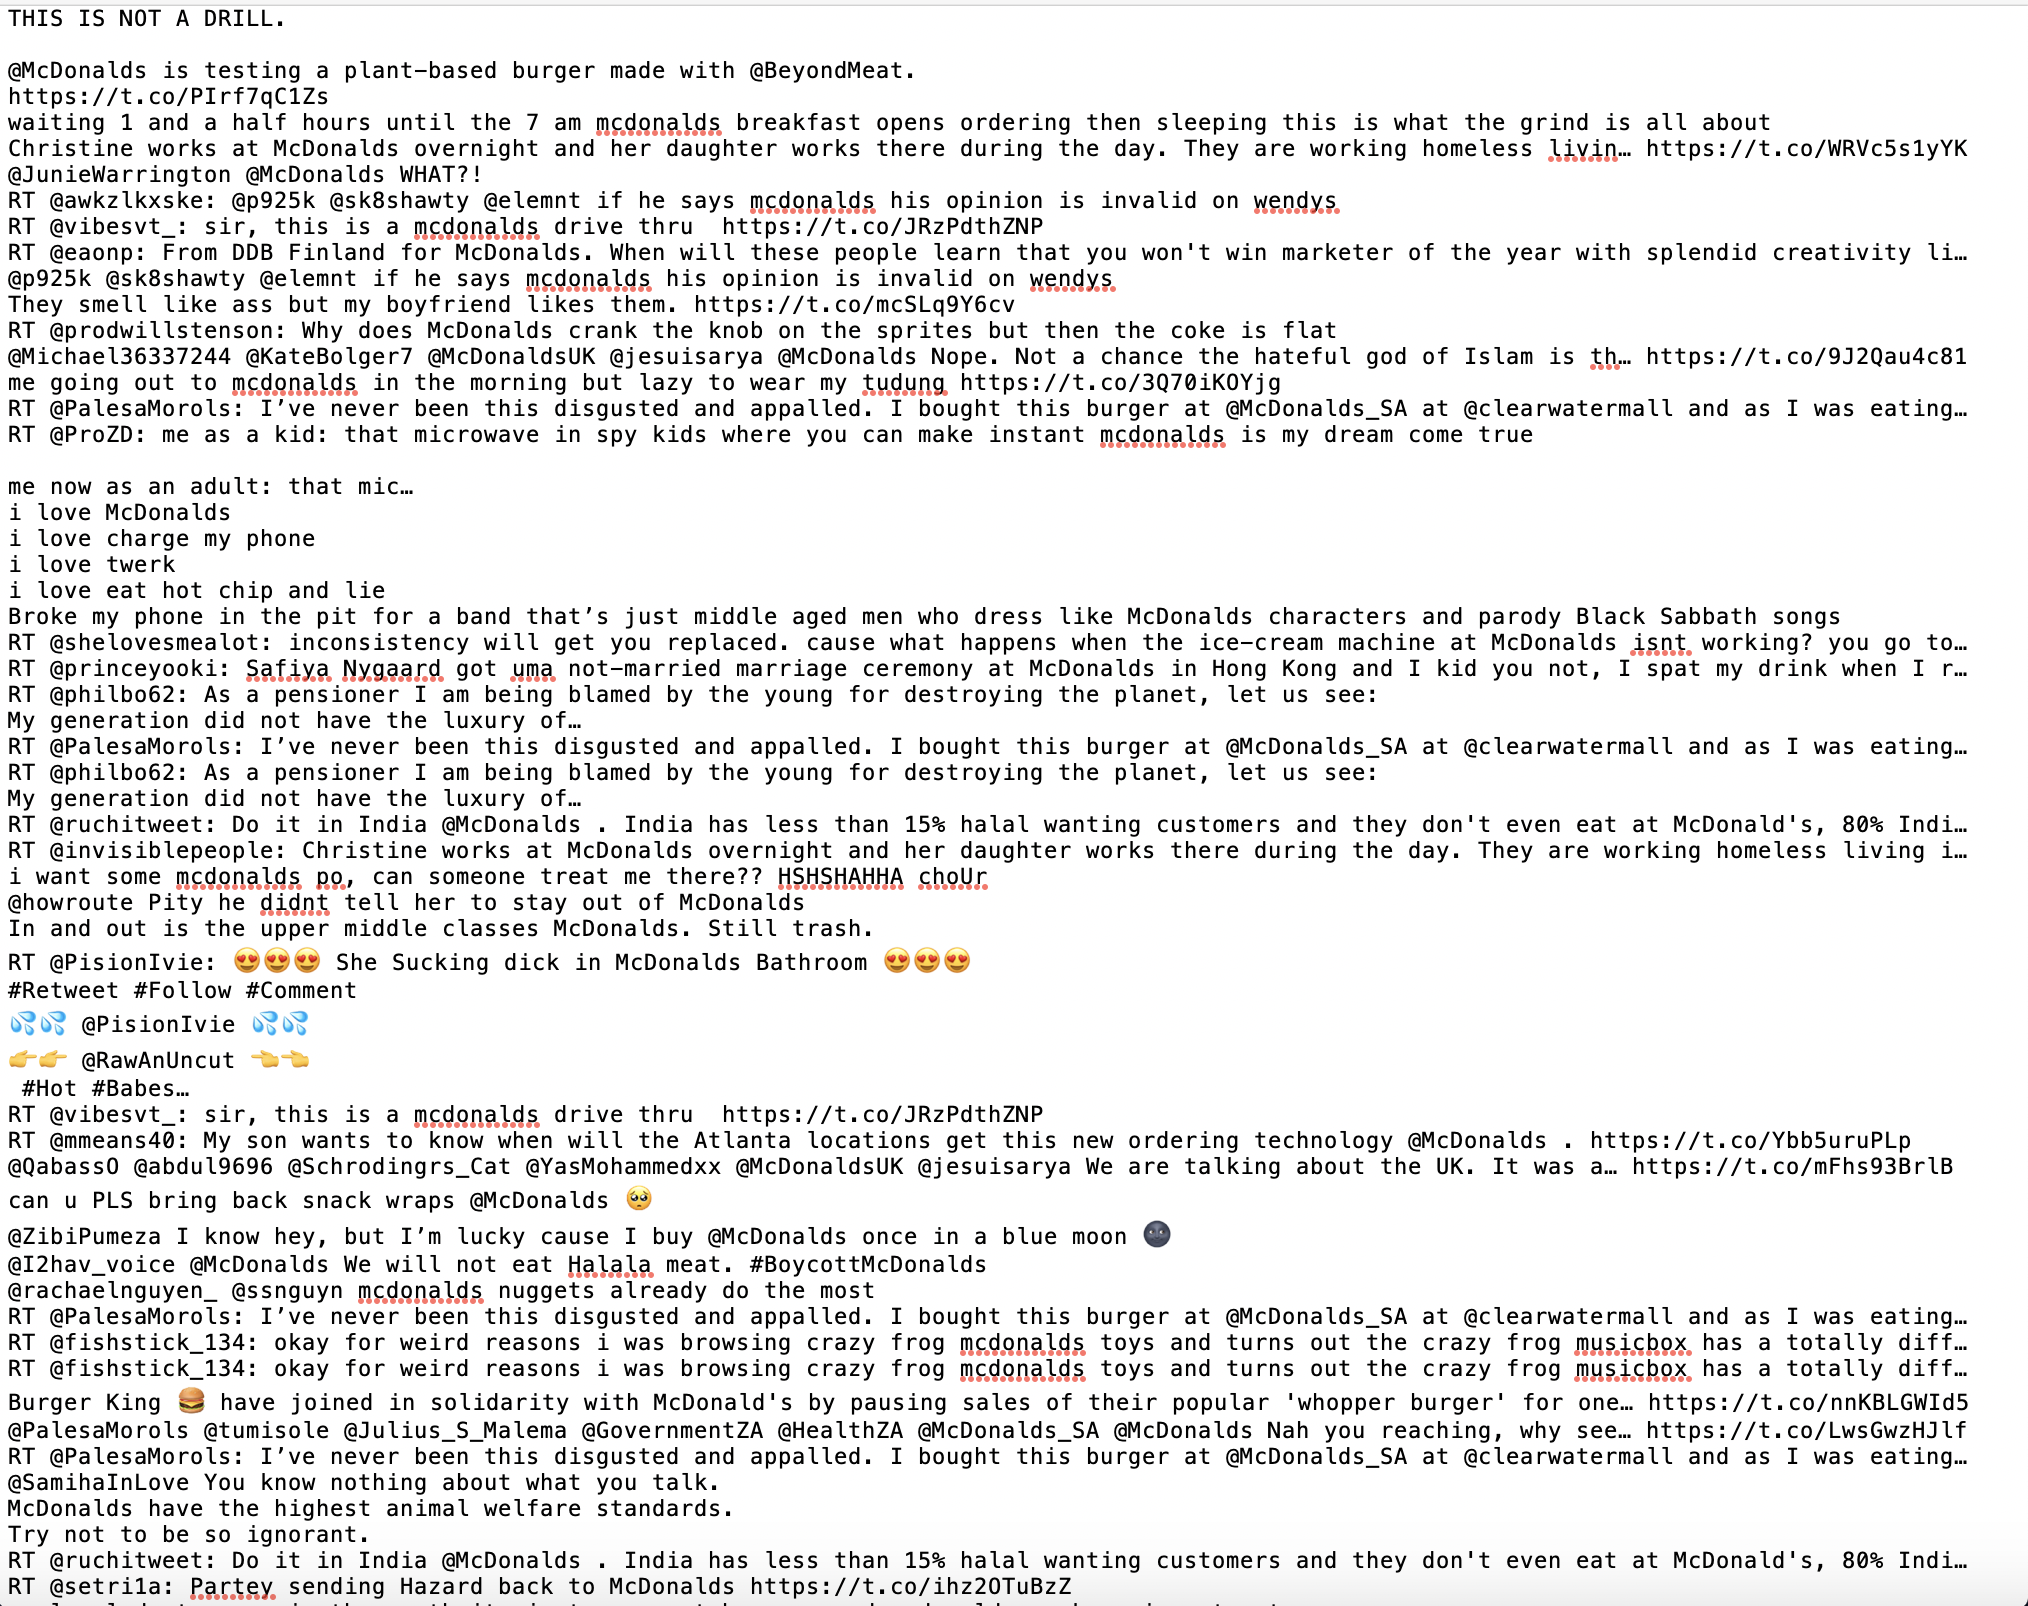 THIS IS NOT A DRILL.
@McDonalds is testing a plant-based burger made with @BeyondMeat.
https://t.co/PIrf7qC1Zs
waiting 1 and a half hours until the 7 am mcdonalds breakfast opens ordering then sleeping this is what the grind is all about
Christine works at McDonalds overnight and her daughter works there during the day. They are working homeless livin… https://t.co/WRVc5s1yYK
@JunieWarrington @McDonalds WHAT?!
RT @awkzlkxske: @p925k @sk8shawty @elemnt if he says mcdonalds his opinion is invalid on wendys
RT @vibesvt_: sir, this is a mcdonalds drive thru  https://t.co/JRzPdthZNP
RT @eaonp: From DDB Finland for McDonalds. When will these people learn that you won't win marketer of the year with splendid creativity li…
@p925k @sk8shawty @elemnt if he says mcdonalds his opinion is invalid on wendys
They smell like ass but my boyfriend likes them. https://t.co/mcSLq9Y6cv
RT @prodwillstenson: Why does McDonalds crank the knob on the sprites but then the coke is flat
@Michael36337244 @KateBolger7 @McDonaldsUK @jesuisarya @McDonalds Nope. Not a chance the hateful god of Islam is th… https://t.co/9J2Qau4c81
me going out to mcdonalds in the morning but lazy to wear my tudung https://t.co/3Q70iKOYjg
RT @PalesaMorols: I’ve never been this disgusted and appalled. I bought this burger at @McDonalds_SA at @clearwatermall and as I was eating…
RT @ProZD: me as a kid: that microwave in spy kids where you can make instant mcdonalds is my dream come true
me now as an adult: that mic…
i love McDonalds
i love charge my phone
i love twerk
i love eat hot chip and lie
Broke my phone in the pit for a band that’s just middle aged men who dress like McDonalds characters and parody Black Sabbath songs
RT @shelovesmealot: inconsistency will get you replaced. cause what happens when the ice-cream machine at McDonalds isnt working? you go to…
RT @princeyooki: Safiya Nygaard got uma not-married marriage ceremony at McDonalds in Hong Kong and I kid you not, I spat my drink when I r…
RT @philbo62: As a pensioner I am being blamed by the young for destroying the planet, let us see:
My generation did not have the luxury of…
RT @PalesaMorols: I’ve never been this disgusted and appalled. I bought this burger at @McDonalds_SA at @clearwatermall and as I was eating…
RT @philbo62: As a pensioner I am being blamed by the young for destroying the planet, let us see:
My generation did not have the luxury of…
RT @ruchitweet: Do it in India @McDonalds . India has less than 15% halal wanting customers and they don't even eat at McDonald's, 80% Indi…
RT @invisiblepeople: Christine works at McDonalds overnight and her daughter works there during the day. They are working homeless living i…
i want some mcdonalds po, can someone treat me there?? HSHSHAHHA choUr
@howroute Pity he didnt tell her to stay out of McDonalds
In and out is the upper middle classes McDonalds. Still trash.
RT @PisionIvie: 😍😍😍 She Sucking dick in McDonalds Bathroom 😍😍😍
#Retweet #Follow #Comment
💦💦 @PisionIvie 💦💦
👉👉 @RawAnUncut 👈👈
 #Hot #Babes…
RT @vibesvt_: sir, this is a mcdonalds drive thru  https://t.co/JRzPdthZNP
RT @mmeans40: My son wants to know when will the Atlanta locations get this new ordering technology @McDonalds . https://t.co/Ybb5uruPLp
@QabassO @abdul9696 @Schrodingrs_Cat @YasMohammedxx @McDonaldsUK @jesuisarya We are talking about the UK. It was a… https://t.co/mFhs93BrlB
can u PLS bring back snack wraps @McDonalds 🥺
@ZibiPumeza I know hey, but I’m lucky cause I buy @McDonalds once in a blue moon 🌚
@I2hav_voice @McDonalds We will not eat Halala meat. #BoycottMcDonalds
@rachaelnguyen_ @ssnguyn mcdonalds nuggets already do the most
RT @PalesaMorols: I’ve never been this disgusted and appalled. I bought this burger at @McDonalds_SA at @clearwatermall and as I was eating…
RT @fishstick_134: okay for weird reasons i was browsing crazy frog mcdonalds toys and turns out the crazy frog musicbox has a totally diff…
RT @fishstick_134: okay for weird reasons i was browsing crazy frog mcdonalds toys and turns out the crazy frog musicbox has a totally diff…
Burger King 🍔 have joined in solidarity with McDonald's by pausing sales of their popular 'whopper burger' for one… https://t.co/nnKBLGWId5
@PalesaMorols @tumisole @Julius_S_Malema @GovernmentZA @HealthZA @McDonalds_SA @McDonalds Nah you reaching, why see… https://t.co/LwsGwzHJlf
RT @PalesaMorols: I’ve never been this disgusted and appalled. I bought this burger at @McDonalds_SA at @clearwatermall and as I was eating…
@SamihaInLove You know nothing about what you talk.
McDonalds have the highest animal welfare standards.
Try not to be so ignorant.
RT @ruchitweet: Do it in India @McDonalds . India has less than 15% halal wanting customers and they don't even eat at McDonald's, 80% Indi…
RT @setri1a: Partey sending Hazard back to McDonalds https://t.co/ihz2OTuBzZ